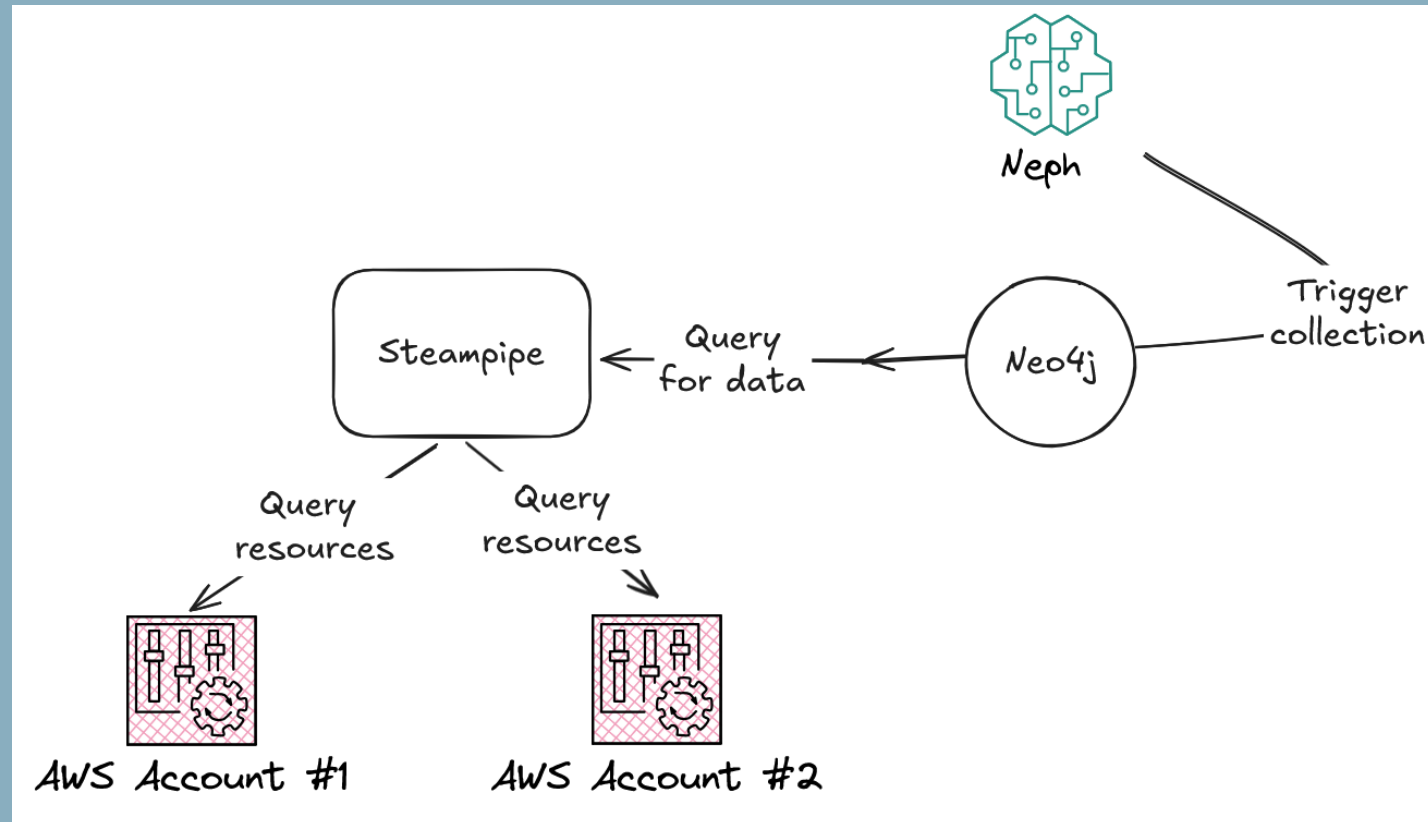 Neph
Trigger
collection
Steampipe
Query
for data
Neo4j
Query
resources
Query
resources
AWS Account #1
AWS Account #2